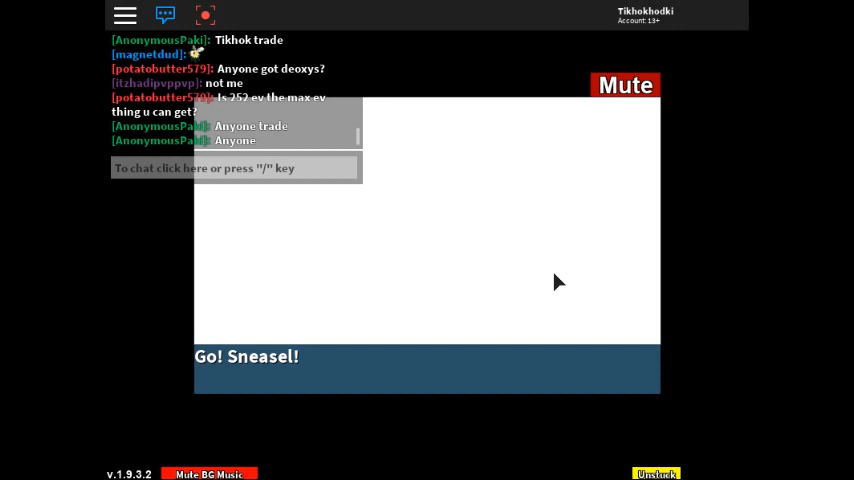 Tikhokhodki
Account: 13+
[AnonymousPaki]: Tikhok trade
[magnetdud]:
[potatobutter579]: Anyone got deoxys?
[itzhadipvppvp]: not me
[potatobutter579]: Is 252 ev the max ev
thing u can get?
[AnonymousPaki]: Anyone trade
[AnonymousPaki]: Anyone
To chat click here or press "/" key
Mute
Go! Sneasel!
v.1.9.3.2
Mute BG Music
Unstuck